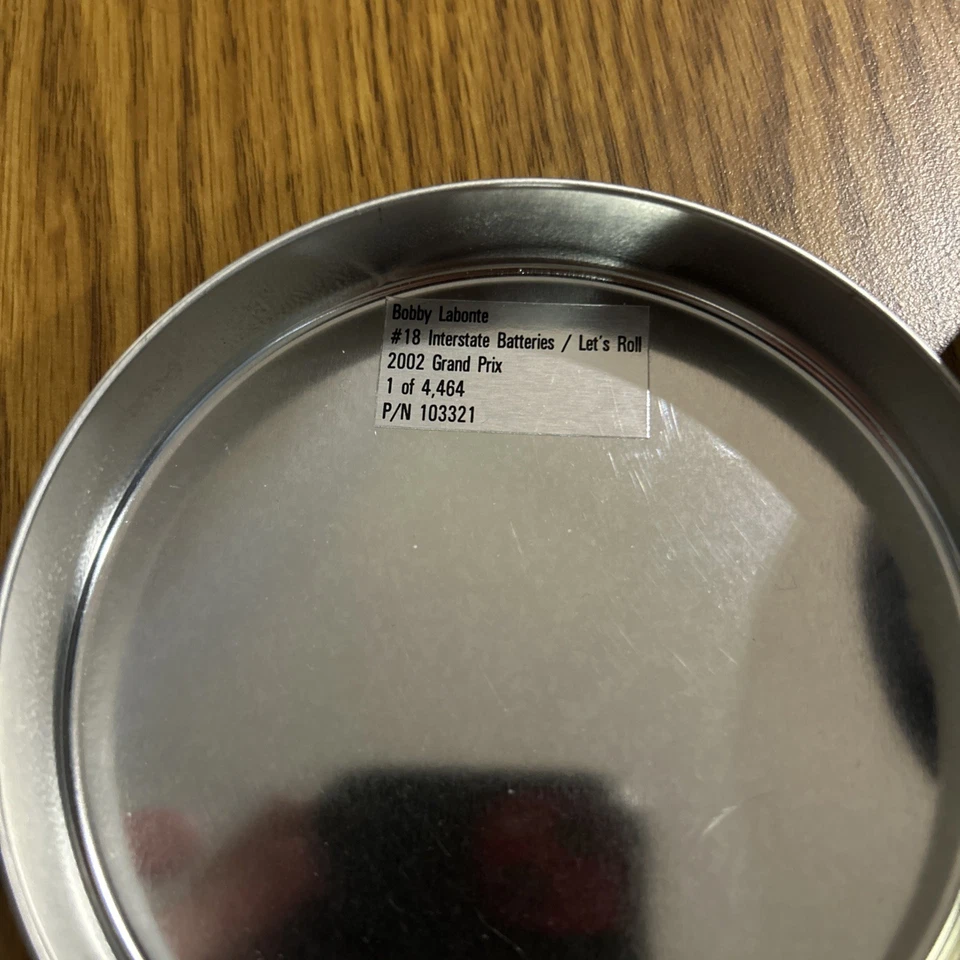 Bobby Labonte
#18 Interstate Batteries / Let's Roll
2002 Grand Prix
1 of 4,464
P/N 103321